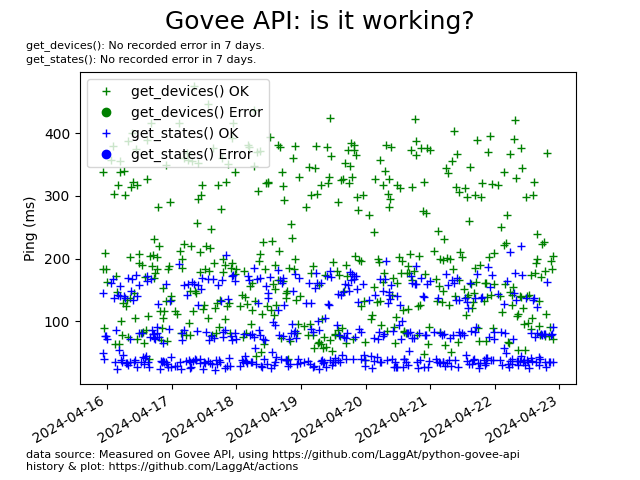 Govee API: is it working?
get_devices(): No recorded error in 7 days.
get_states(): No recorded error in 7 days.
get_devices() OK
get_devices() Error
get_states() OK
get_states() Error
Ping (ms)
400
300
200
100
2024-04-16
2024-04-17
2024-04-18
2024-04-19
2024-04-20
2024-04-21
2024-04-22
2024-04-23
data source: Measured on Govee API, using https://github.com/LaggAt/python-govee-api
history & plot: https://github.com/LaggAt/actions